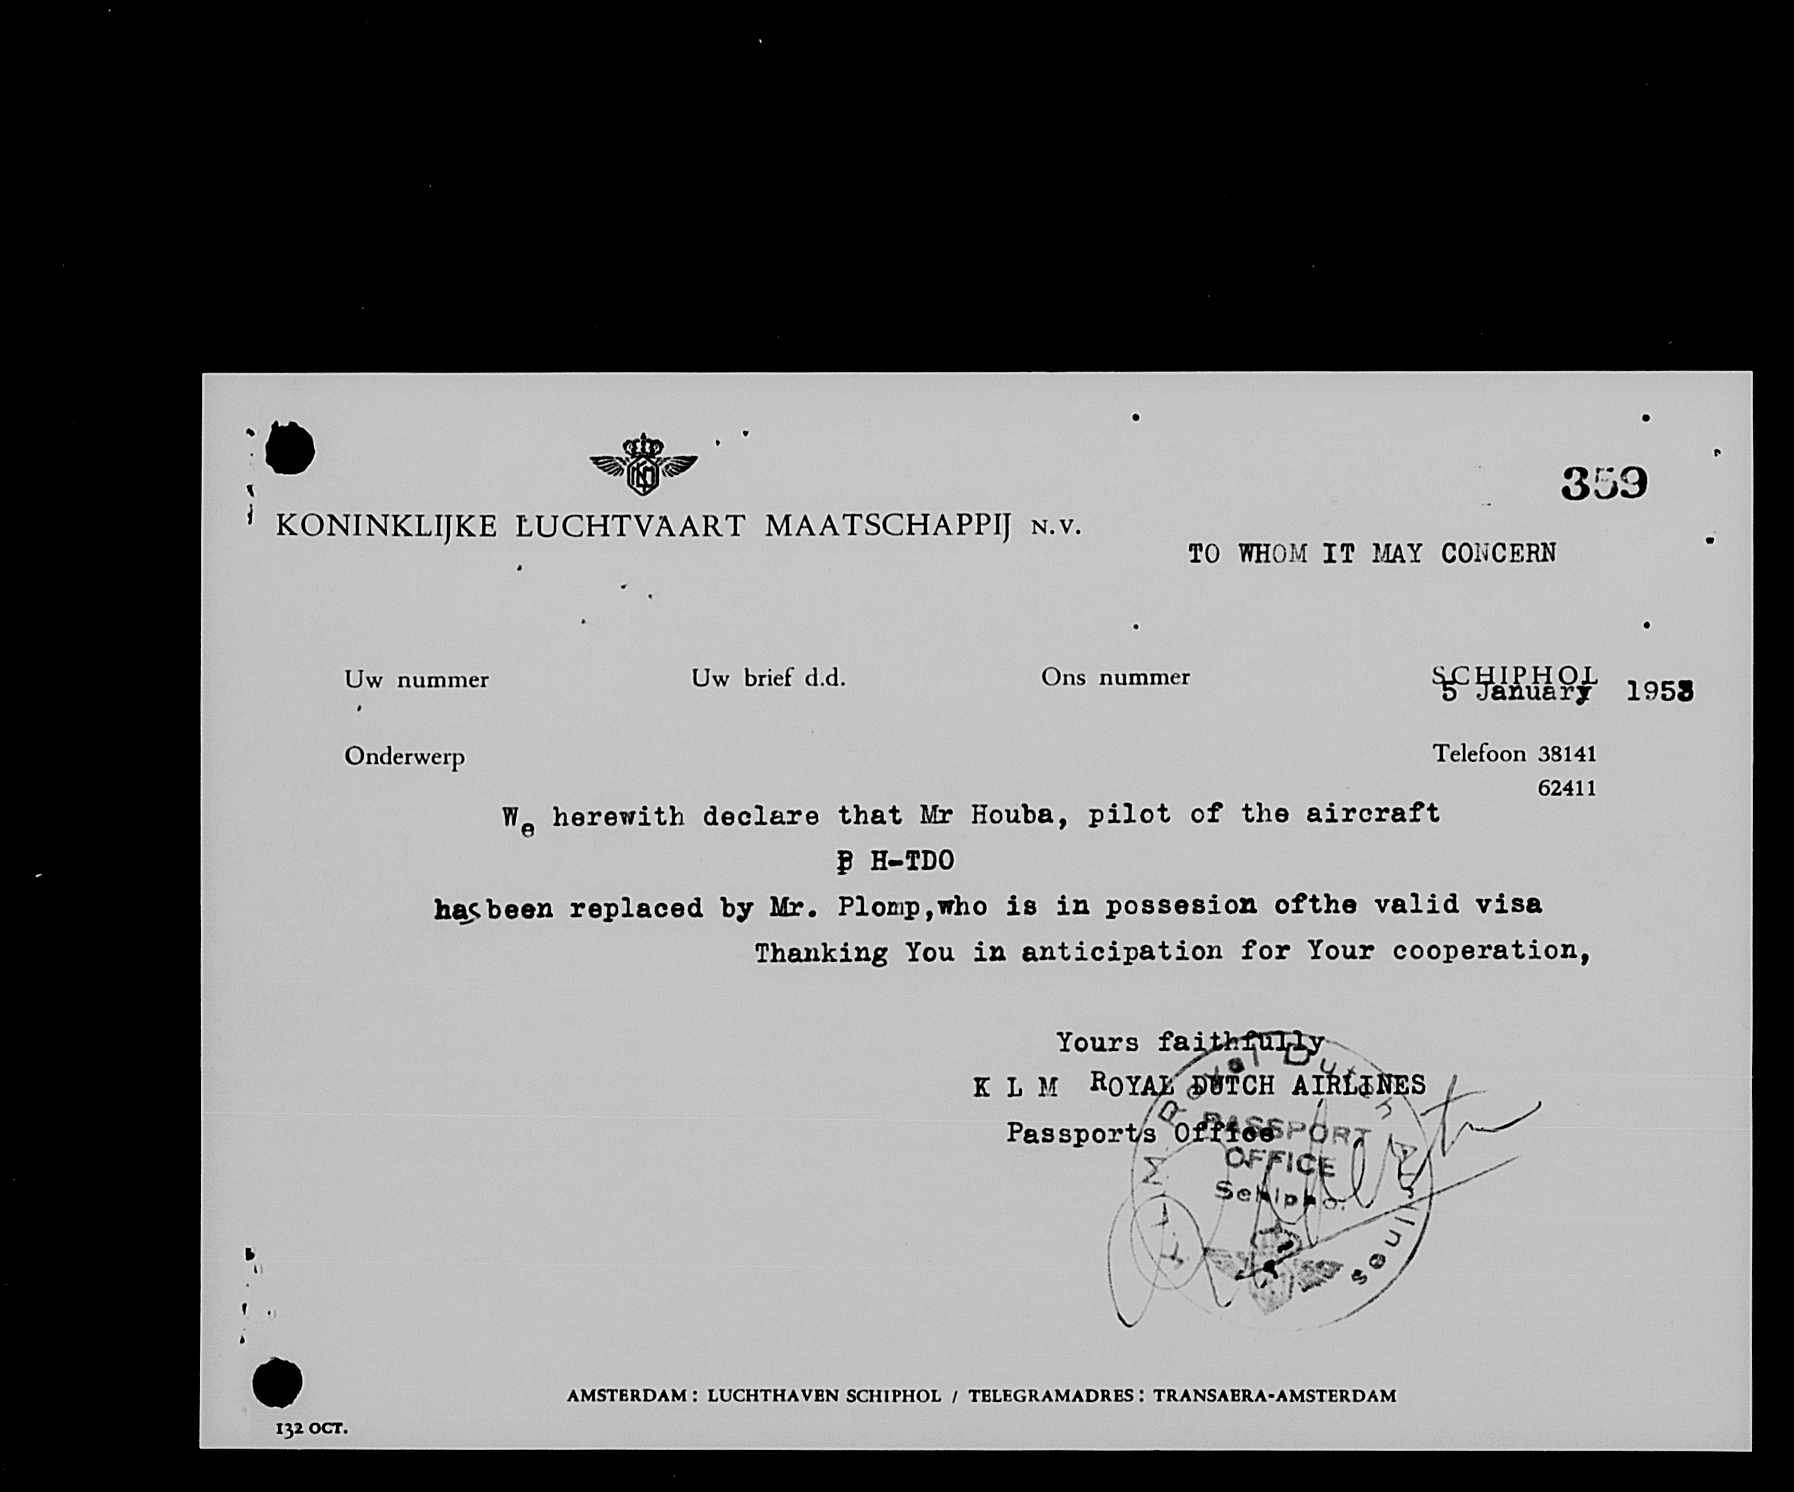 359
KONINKLIJKE LUCHTVAART MAATSCHAPPIJ N.V.
TO WHOM IT MAY CONCERN
Uw nummer Uw brief d.d. Ons nummer SCHIPHOL
5 January 1953
Onderwerp Telefoon 38141
62411
We herewith declare that Mr Houba, pilot of the aircraft
P H-TDO
has been replaced by Mr. Plomp,who is in possesion ofthe valid visa
Thanking You in anticipation for Your cooperation,
Yours faithfully
K L M ROYAL DUTCH AIRLINES
Passports Office
Royal Dutch Airlines
PASSPORT
OFFICE
Schiphol
AMSTERDAM: LUCHTHAVEN SCHIPHOL / TELEGRAMADRES: TRANSAERA-AMSTERDAM
132 OCT.